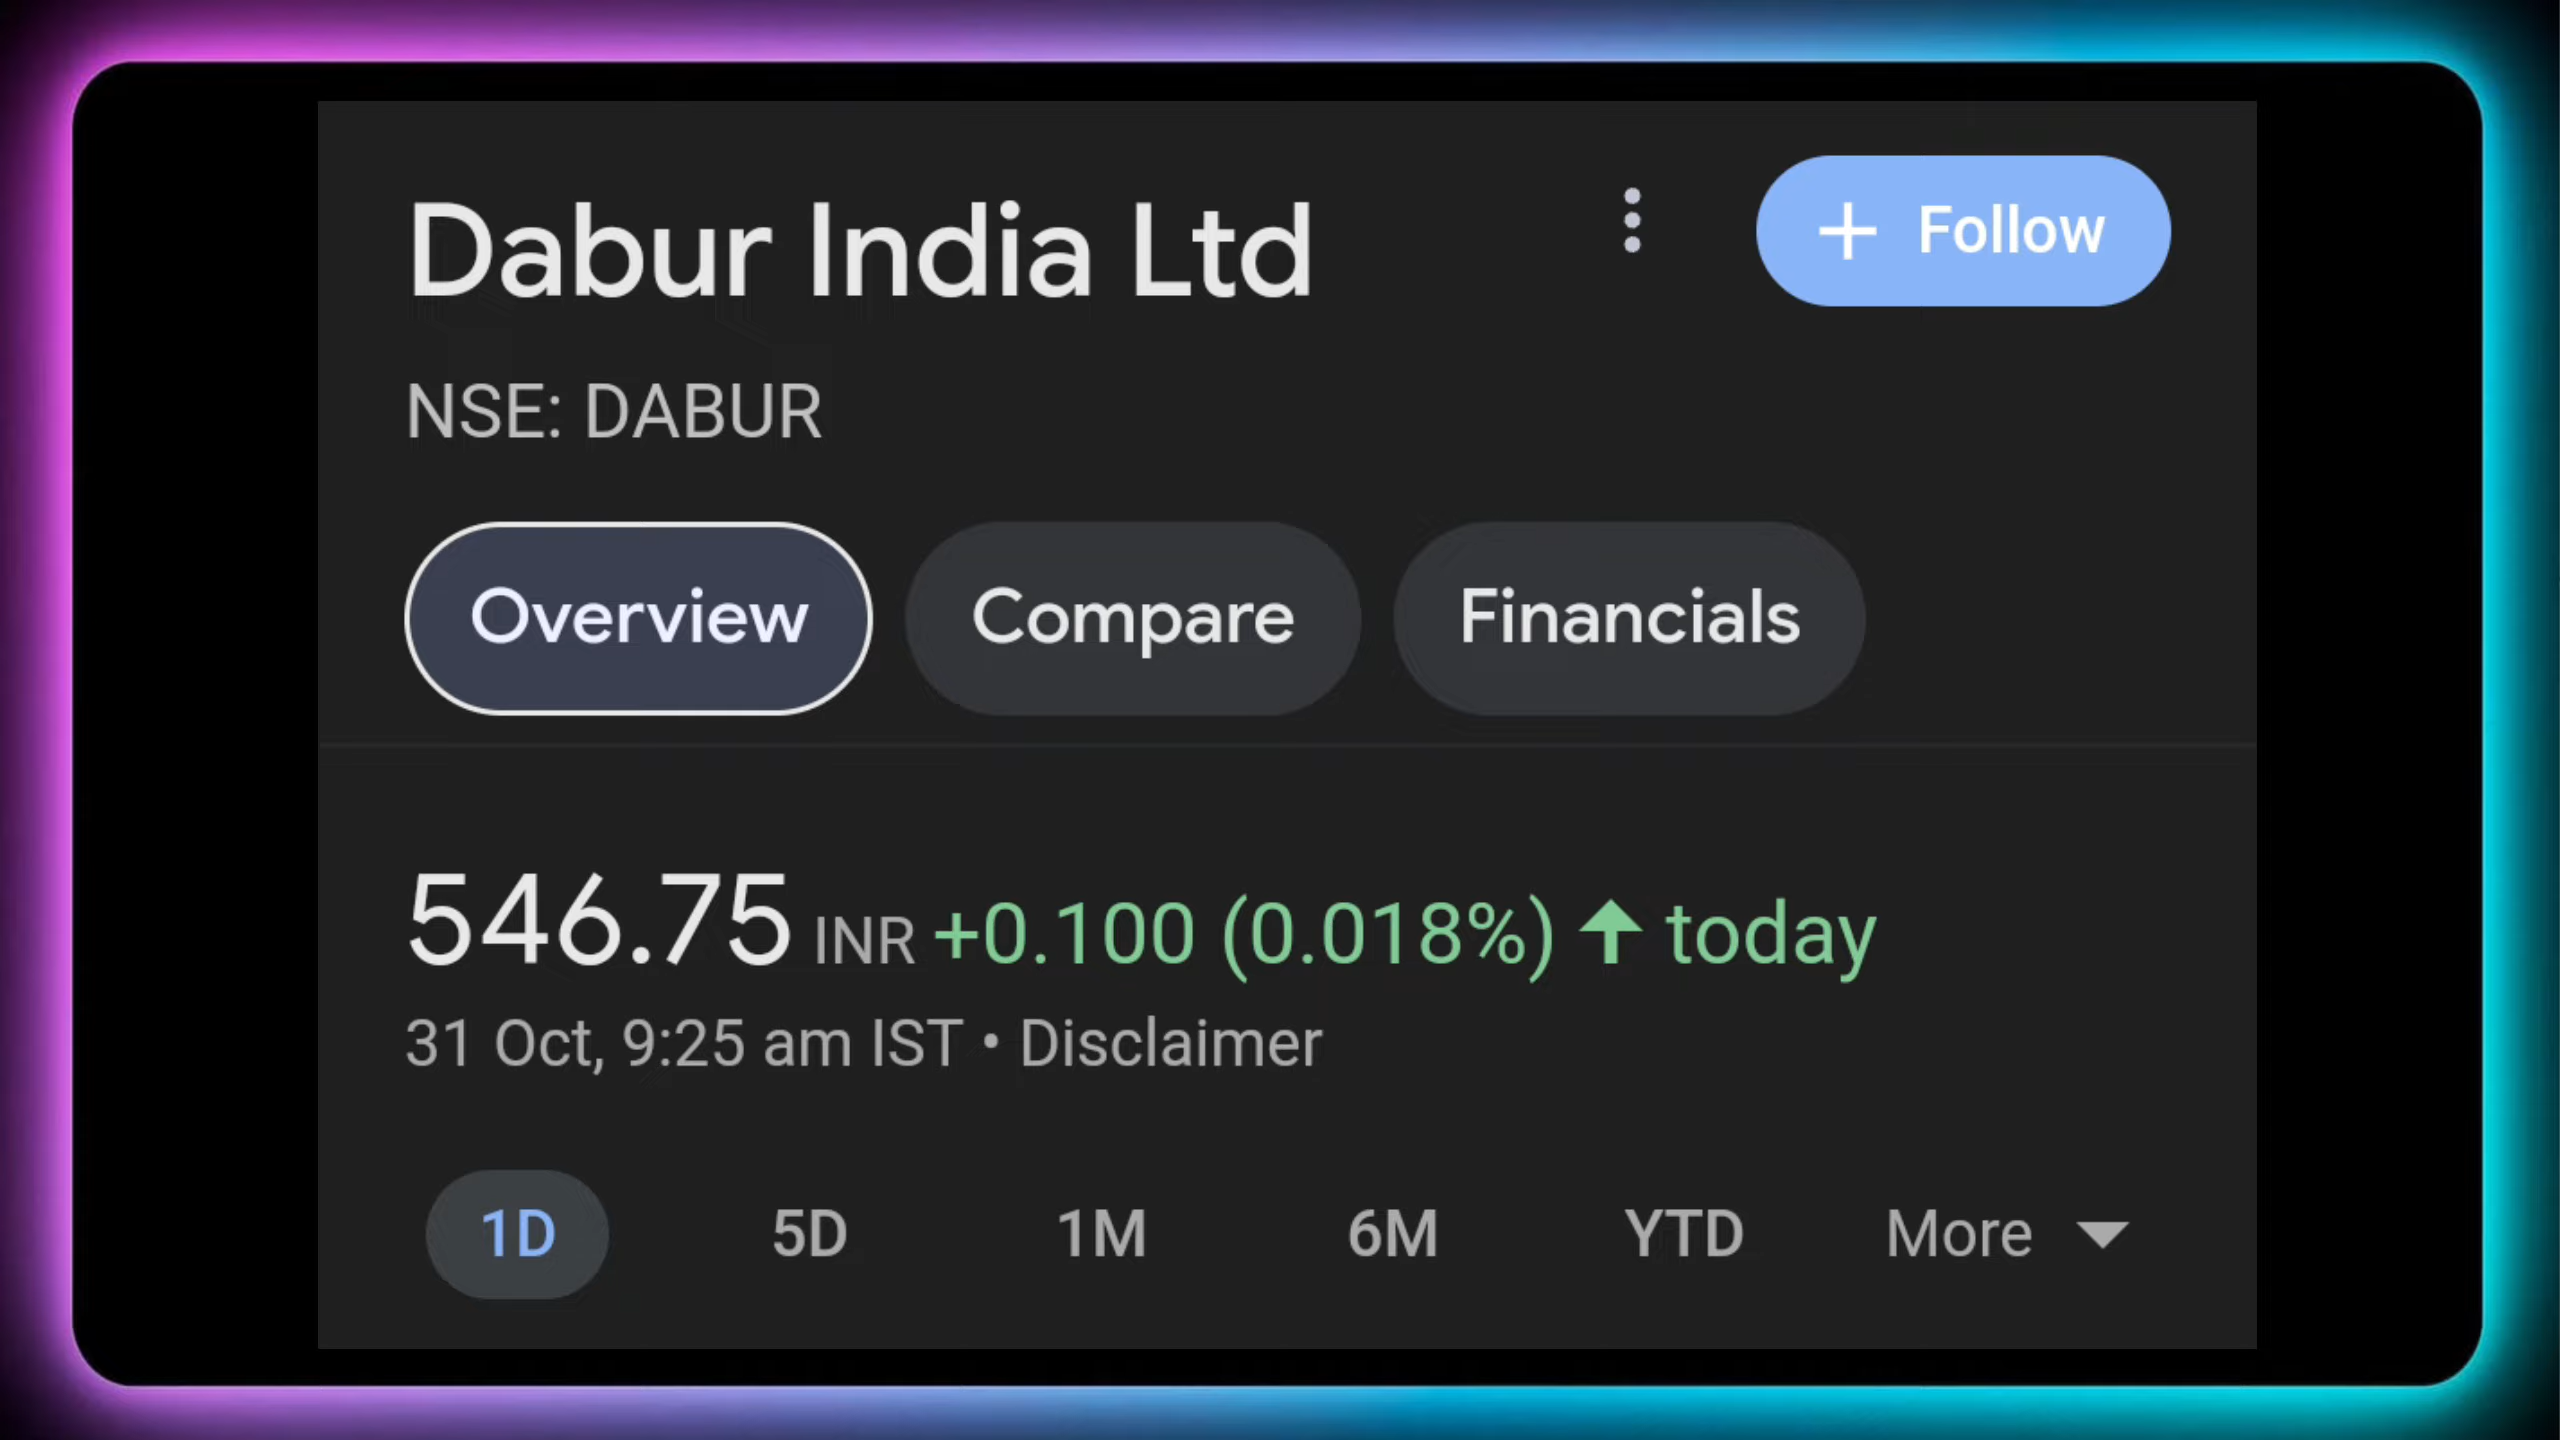 Dabur India Ltd
+ Follow
NSE: DABUR
Overview Compare Financials
546.75 INR +0.100 (0.018%) ↑ today
31 Oct, 9:25 am IST • Disclaimer
1D 5D 1M 6M YTD More